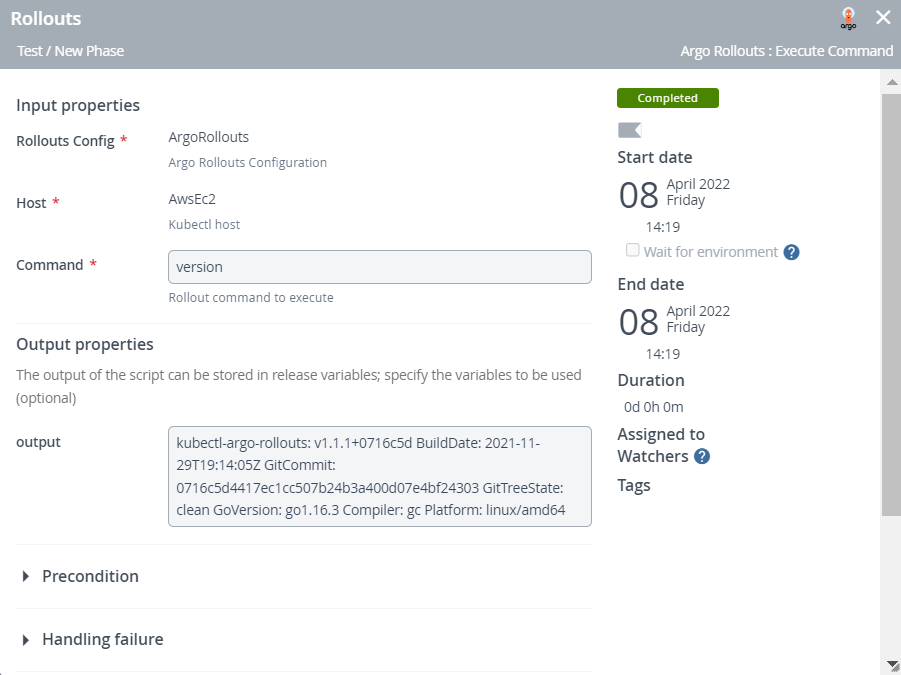 Rollouts
argo
Test / New Phase
Argo Rollouts : Execute Command
Input properties
Rollouts Config *
ArgoRollouts
Argo Rollouts Configuration
Host *
AwsEc2
Kubectl host
Command *
version
Rollout command to execute
Output properties
The output of the script can be stored in release variables; specify the variables to be used
(optional)
output
kubectl-argo-rollouts: v1.1.1+0716c5d BuildDate: 2021-11-
29T19:14:05Z GitCommit:
0716c5d4417ec1cc507b24b3a400d07e4bf24303 GitTreeState:
clean GoVersion: go1.16.3 Compiler: gc Platform: linux/amd64
Precondition
Handling failure
Completed
Start date
08
April 2022
Friday
14:19
Wait for environment ?
End date
08
April 2022
Friday
14:19
Duration
0d 0h 0m
Assigned to
Watchers ?
Tags